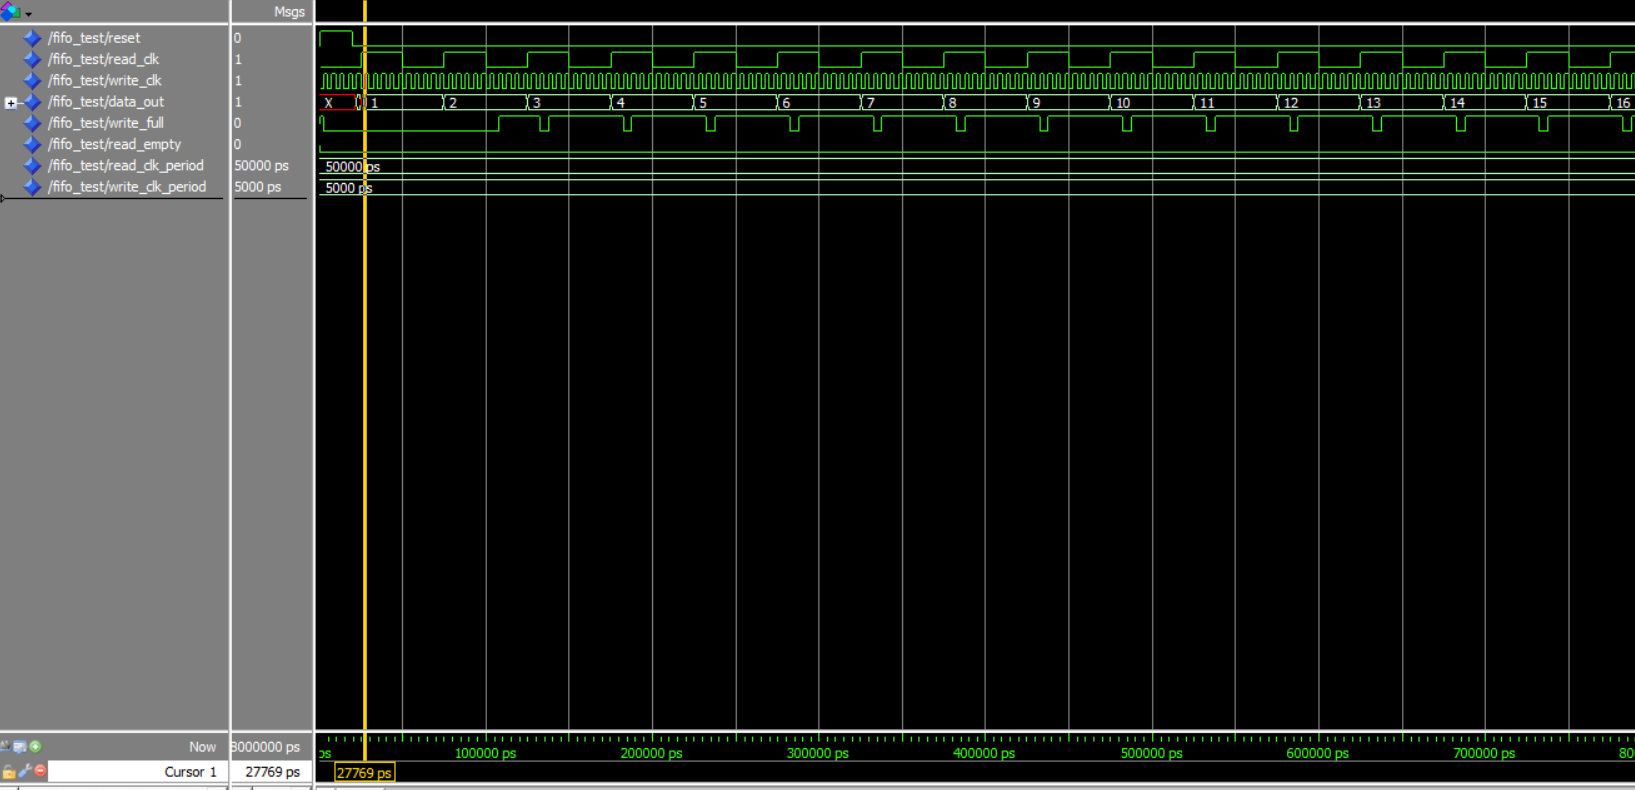 Msgs
/fifo_test/reset 0
/fifo_test/read_clk 1
/fifo_test/write_clk 1
/fifo_test/data_out 1 X 1 2 3 4 5 6 7 8 9 10 11 12 13 14 15 16
/fifo_test/write_full 0
/fifo_test/read_empty 0
/fifo_test/read_clk_period 50000 ps 50000 ps
/fifo_test/write_clk_period 5000 ps 5000 ps
Now 8000000 ps ps 100000 ps 200000 ps 300000 ps 400000 ps 500000 ps 600000 ps 700000 ps 80
Cursor 1 27769 ps 27769 ps